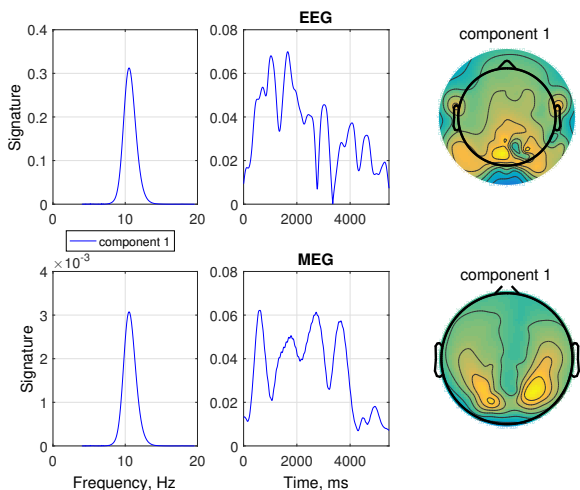 EEG
component 1
Signature
0.4
0.3
0.2
0.1
0
0 10 20
0.08
0.06
0.04
0.02
0
0 2000 4000
component 1
MEG
component 1
× 10^-3
Signature
4
3
2
1
0
0 10 20
Frequency, Hz
0.08
0.06
0.04
0.02
0
0 2000 4000
Time, ms